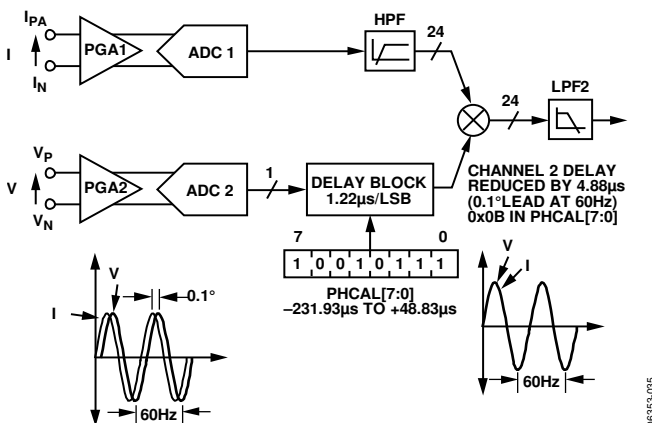 HPF
I_PA
I
I_N
PGA1
ADC 1
24
24
LPF2
V_P
V
V_N
PGA2
ADC 2
1
DELAY BLOCK
1.22µs/LSB
CHANNEL 2 DELAY
REDUCED BY 4.88µs
(0.1°LEAD AT 60Hz)
0x0B IN PHCAL[7:0]
7 0
1 0 0 1 0 1 1 1
PHCAL[7:0]
–231.93µs TO +48.83µs
V
I
0.1°
60Hz
V
I
60Hz
06353-035